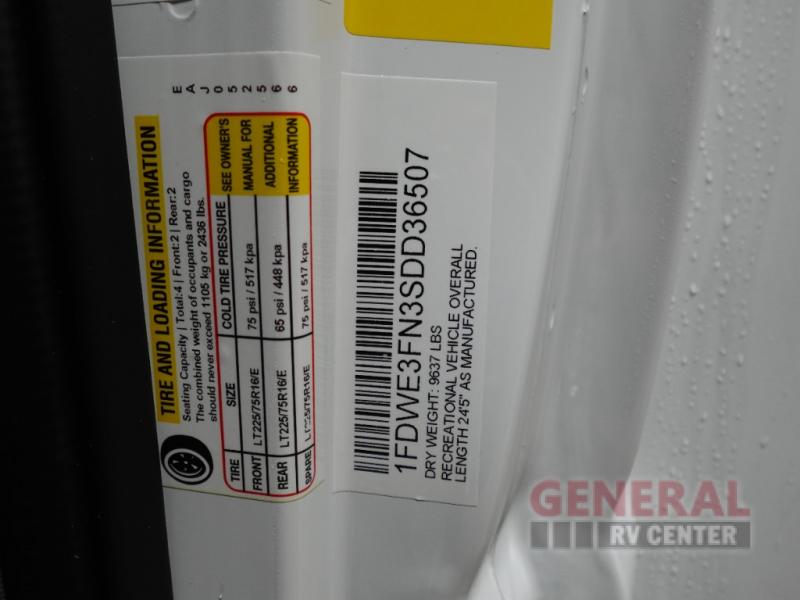 EAJ052566
TIRE AND LOADING INFORMATION
Seating Capacity | Total:4 | Front:2 | Rear:2
The combined weight of occupants and cargo
should never exceed 1105 kg or 2436 lbs.
TIRE SIZE COLD TIRE PRESSURE SEE OWNER'S
FRONT LT225/75R16/E 75 psi / 517 kpa MANUAL FOR
REAR LT225/75R16/E 65 psi / 448 kpa ADDITIONAL
SPARE LT225/75R16/E 75 psi / 517 kpa INFORMATION
1FDWE3FN3SDD36507
DRY WEIGHT: 9637 LBS
RECREATIONAL VEHICLE OVERALL
LENGTH 24'5" AS MANUFACTURED.
GENERAL
RV CENTER